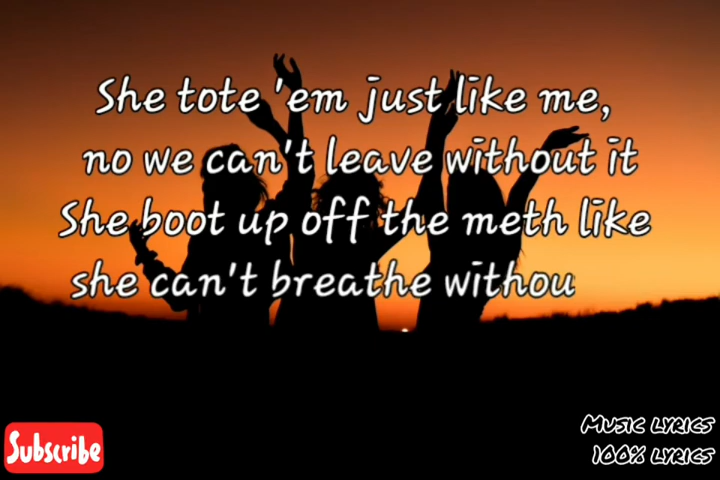 She tote 'em just like me,
no we can't leave without it
She boot up off the meth like
she can't breathe withou
Subscribe
Music lyrics
100% lyrics